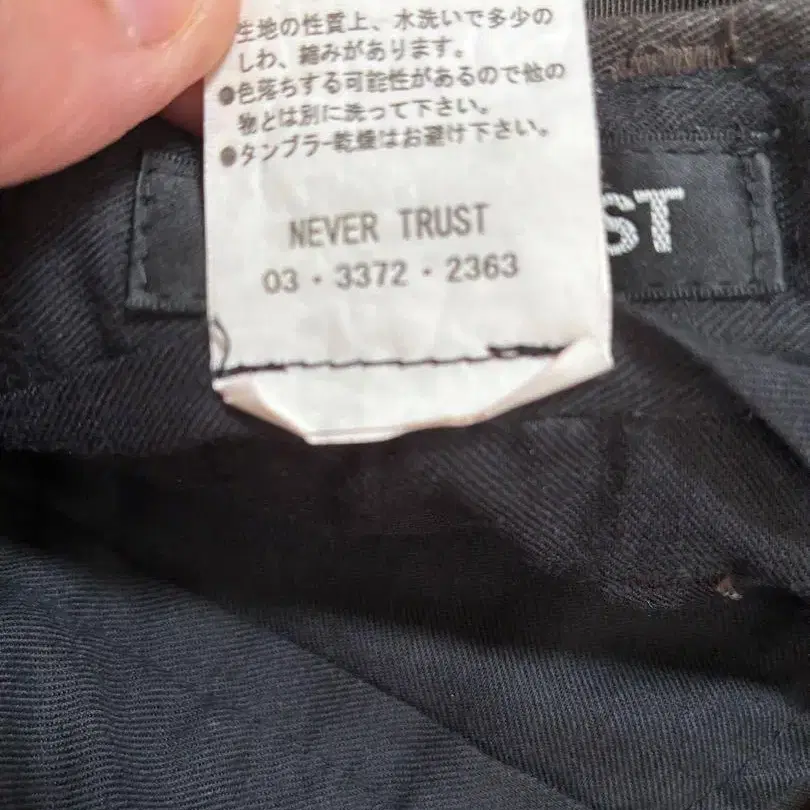 生地の性質上、水洗いで多少の
しわ、縮みがあります。
●色落ちする可能性があるので他の
物とは別に洗って下さい。
●タンブラー乾燥はお避け下さい。
NEVER TRUST
03・3372・2363
ST